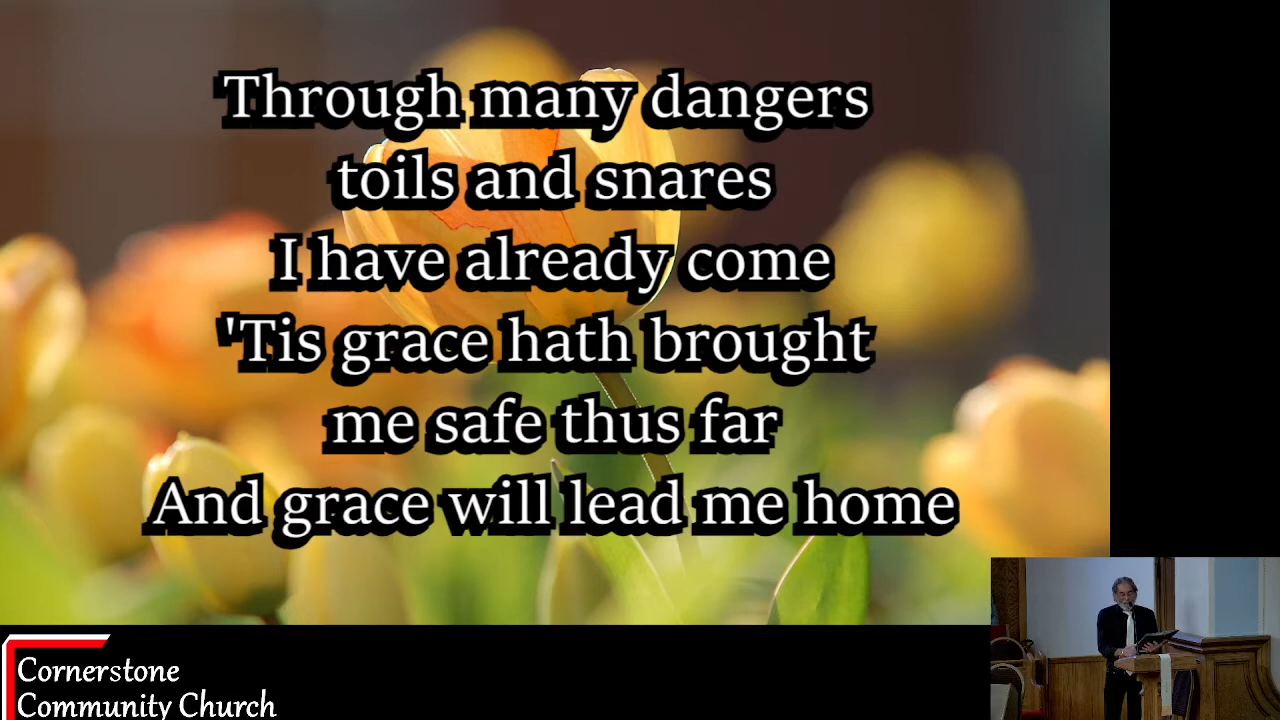 Through many dangers
toils and snares
I have already come
'Tis grace hath brought
me safe thus far
And grace will lead me home
Cornerstone
Community Church